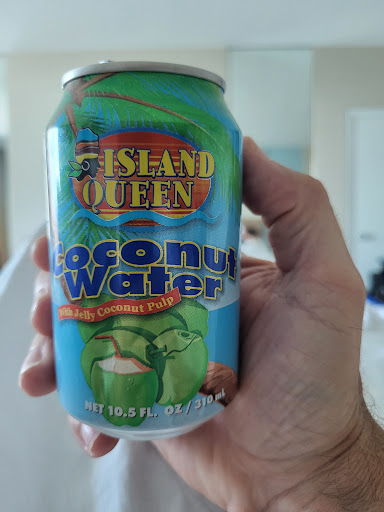 ISLAND
QUEEN
Coconut
Water
With Jelly Coconut Pulp
NET 10.5 FL. OZ / 310 mL